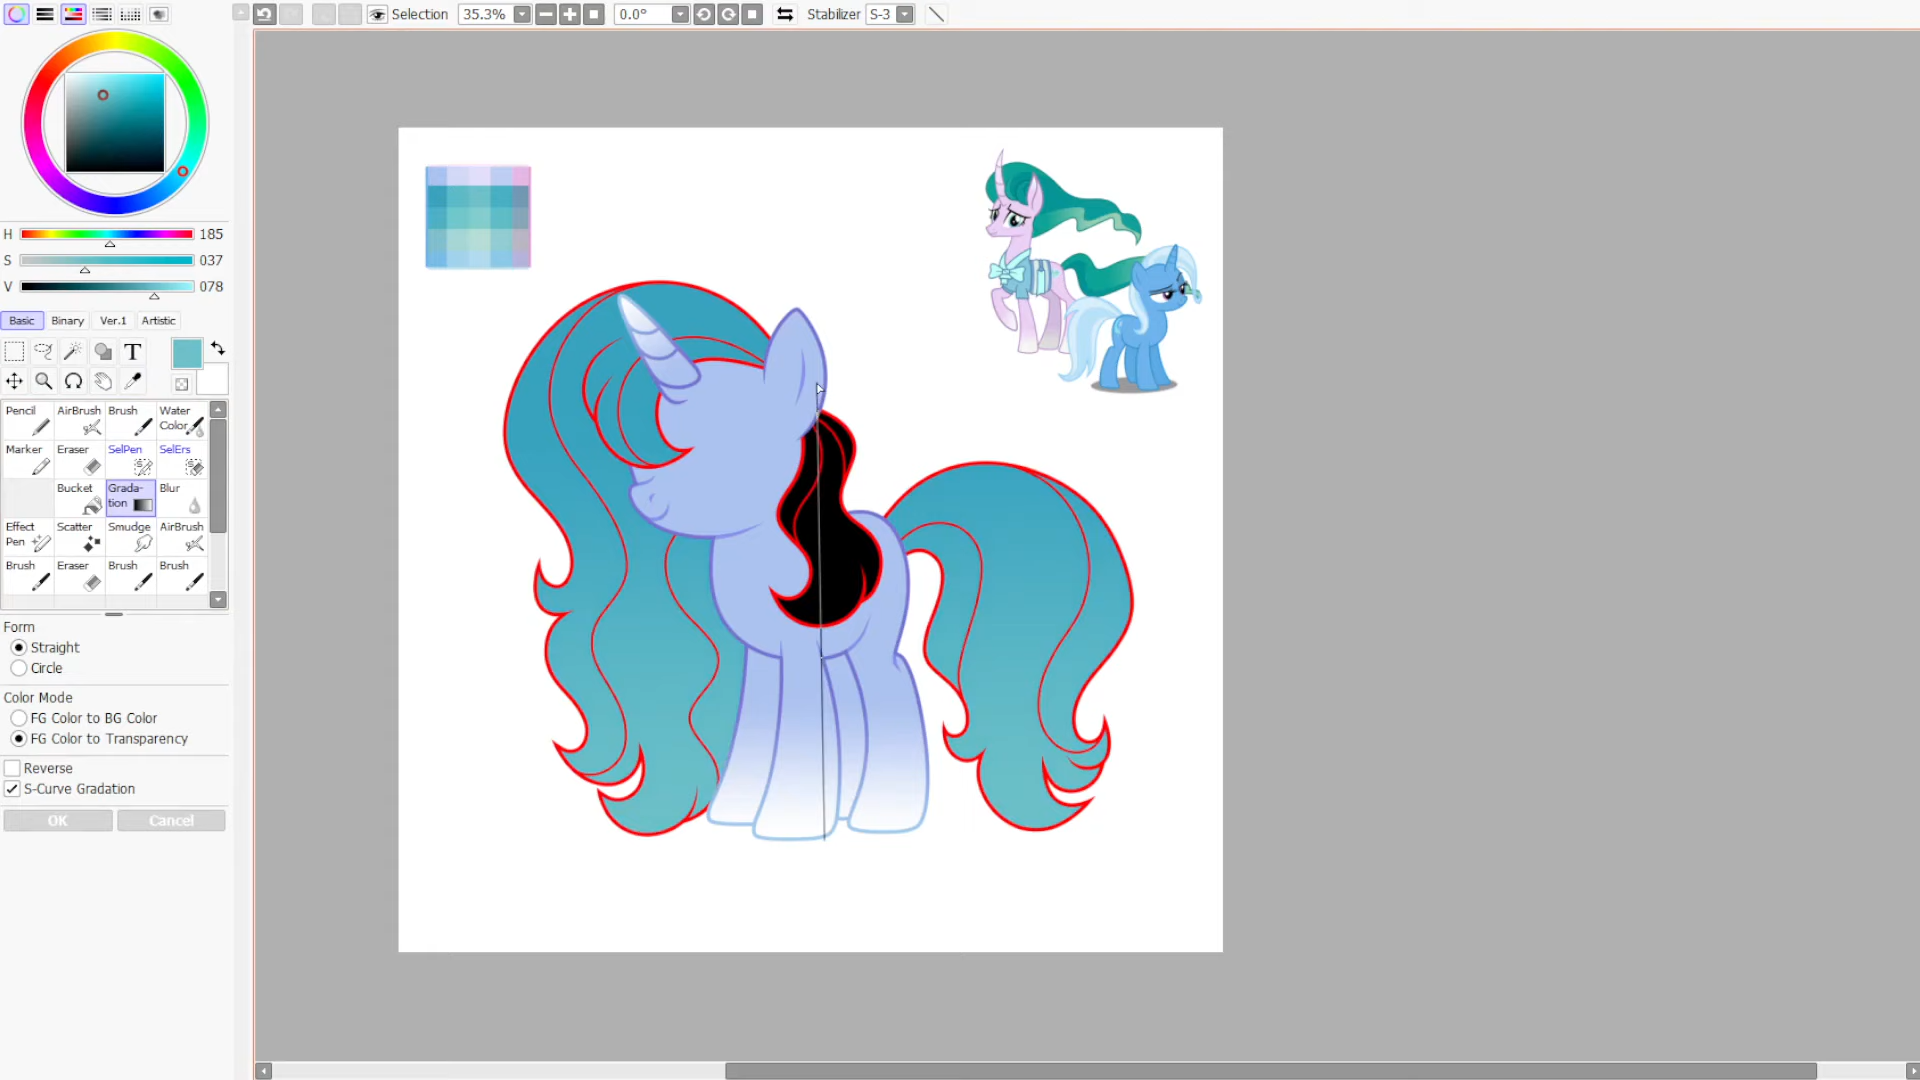 Selection 35.3% 0.0° Stabilizer S-3
H 185
S 037
V 078
Basic Binary Ver.1 Artistic
T
Pencil AirBrush Brush Water Color
Marker Eraser SelPen SelErs
Bucket Grada-tion Blur
Effect Pen Scatter Smudge AirBrush
Brush Eraser Brush Brush
Form
Straight
Circle
Color Mode
FG Color to BG Color
FG Color to Transparency
Reverse
S-Curve Gradation
OK Cancel